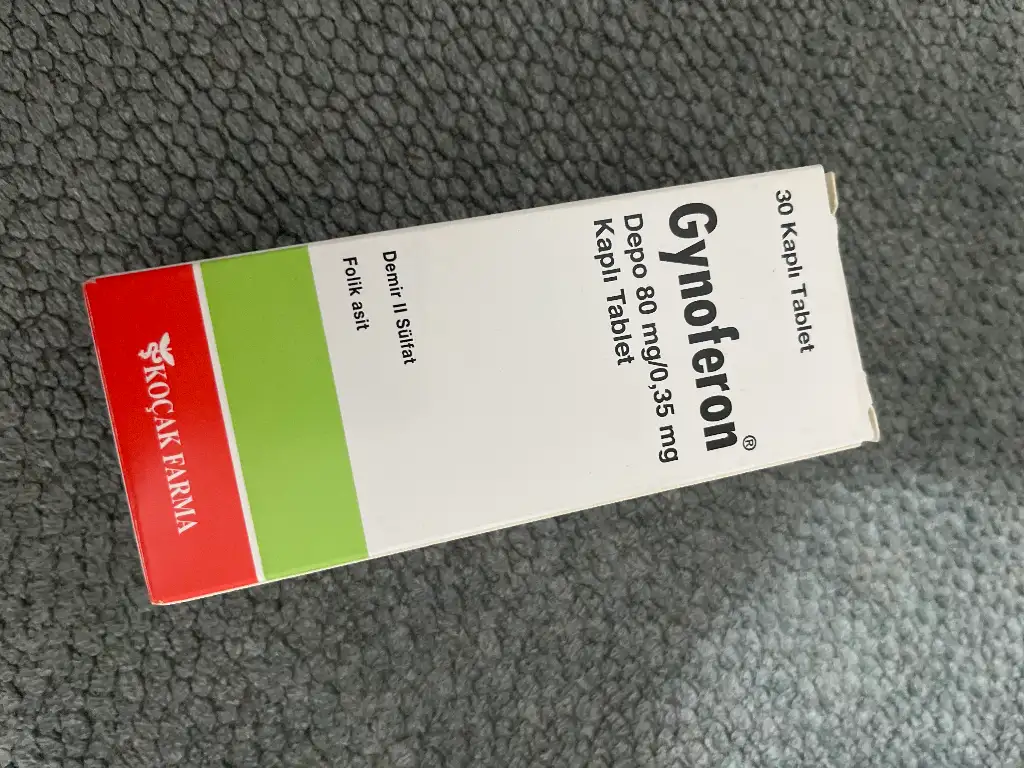 30 Kaplı Tablet
Gynoferon®
Depo 80 mg/0,35 mg
Kaplı Tablet
Demir II Sülfat
Folik asit
KOÇAK FARMA